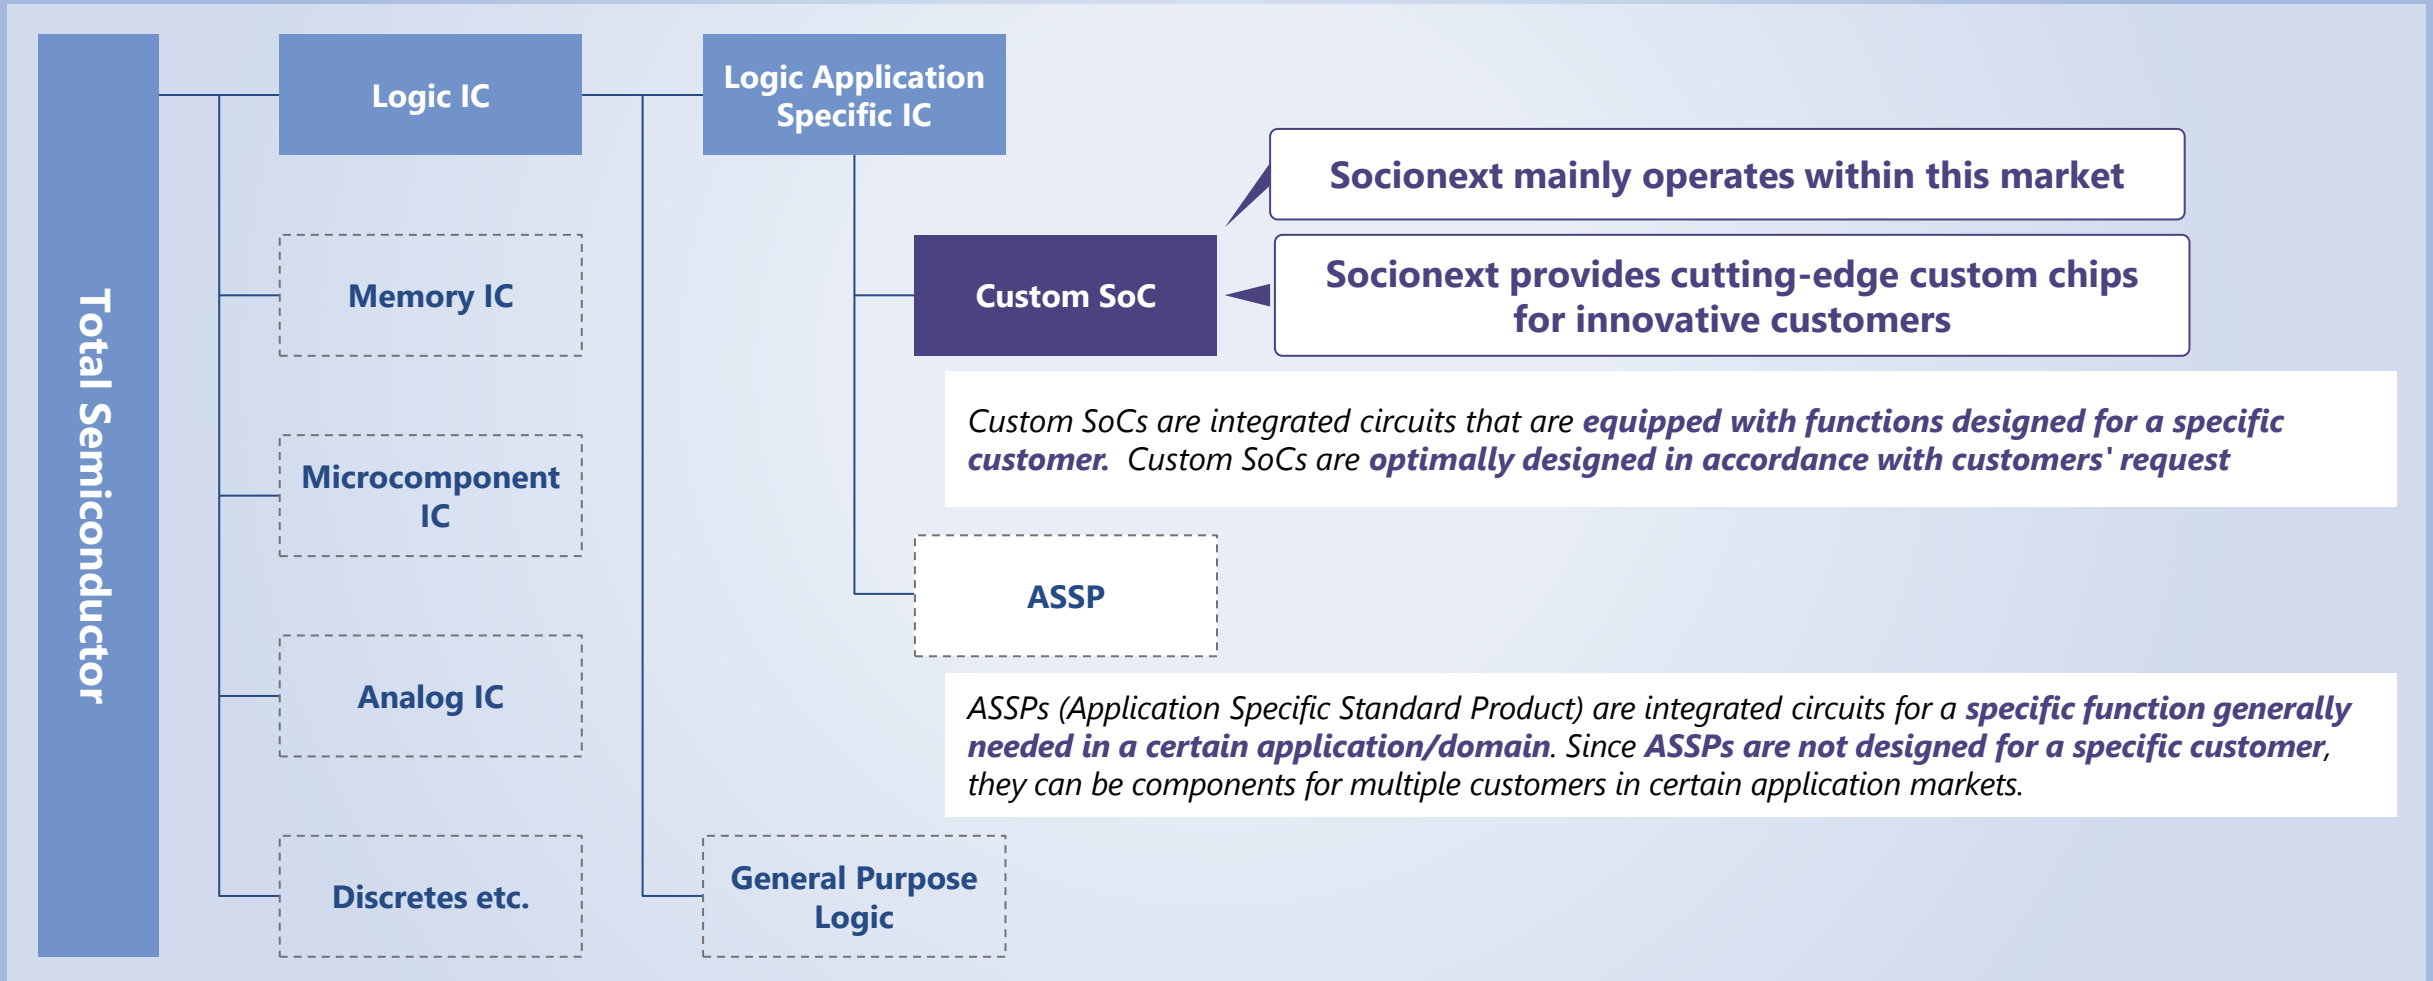 Total Semiconductor
Logic IC
Memory IC
Microcomponent
IC
Analog IC
Discretes etc.
Logic Application
Specific IC
General Purpose
Logic
Custom SoC
Socionext mainly operates within this market
Socionext provides cutting-edge custom chips
for innovative customers
Custom SoCs are integrated circuits that are equipped with functions designed for a specific
customer. Custom SoCs are optimally designed in accordance with customers' request
ASSP
ASSPs (Application Specific Standard Product) are integrated circuits for a specific function generally
needed in a certain application/domain. Since ASSPs are not designed for a specific customer,
they can be components for multiple customers in certain application markets.